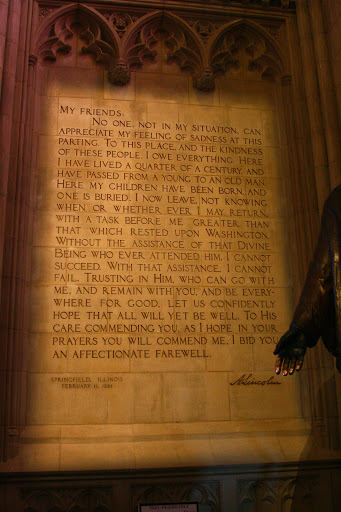 MY FRIENDS,
NO ONE, NOT IN MY SITUATION, CAN
APPRECIATE MY FEELING OF SADNESS AT THIS
PARTING. TO THIS PLACE, AND THE KINDNESS
OF THESE PEOPLE, I OWE EVERYTHING. HERE
I HAVE LIVED A QUARTER OF A CENTURY, AND
HAVE PASSED FROM A YOUNG TO AN OLD MAN.
HERE MY CHILDREN HAVE BEEN BORN, AND
ONE IS BURIED. I NOW LEAVE, NOT KNOWING
WHEN, OR WHETHER EVER I MAY RETURN,
WITH A TASK BEFORE ME GREATER THAN
THAT WHICH RESTED UPON WASHINGTON.
WITHOUT THE ASSISTANCE OF THAT DIVINE
BEING WHO EVER ATTENDED HIM, I CANNOT
SUCCEED. WITH THAT ASSISTANCE, I CANNOT
FAIL. TRUSTING IN HIM, WHO CAN GO WITH
ME, AND REMAIN WITH YOU, AND BE EVERY-
WHERE FOR GOOD, LET US CONFIDENTLY
HOPE THAT ALL WILL YET BE WELL. TO HIS
CARE COMMENDING YOU, AS I HOPE IN YOUR
PRAYERS YOU WILL COMMEND ME, I BID YOU
AN AFFECTIONATE FAREWELL.
SPRINGFIELD, ILLINOIS
FEBRUARY 11, 1861
A. Lincoln